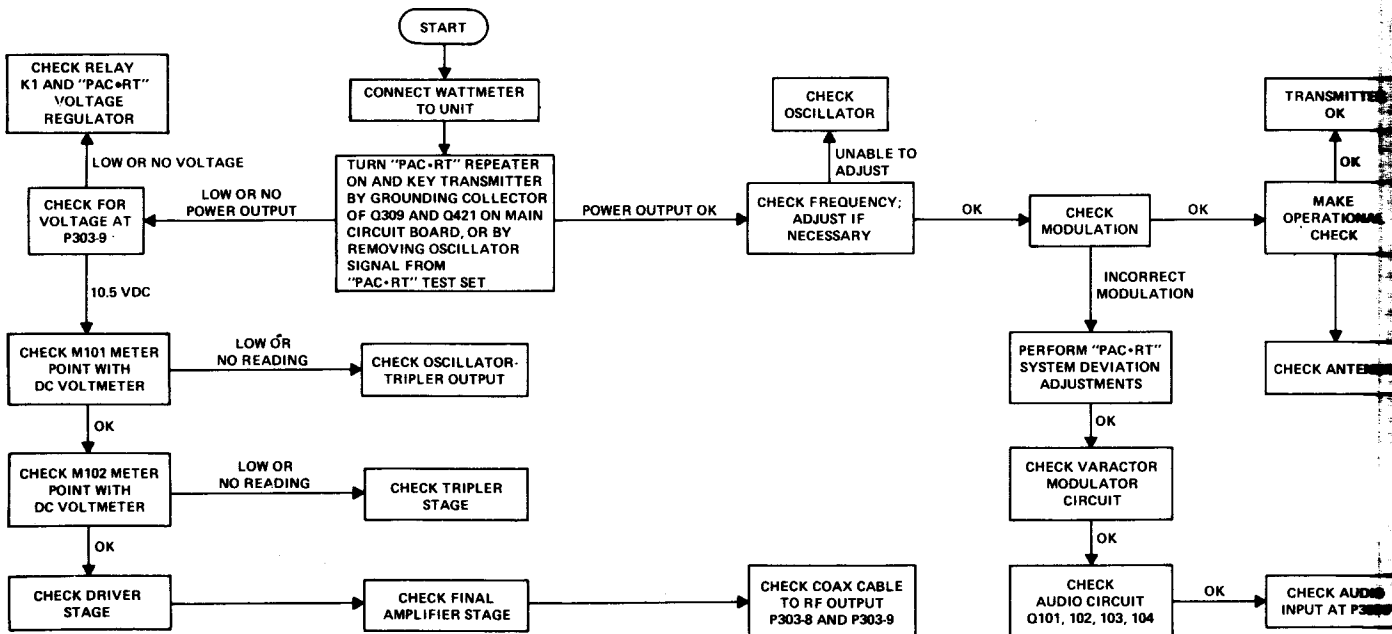 START
CHECK RELAY
K1 AND "PAC•RT"
VOLTAGE
REGULATOR
CONNECT WATTMETER
TO UNIT
CHECK
OSCILLATOR
TRANSMITTER
OK
LOW OR NO VOLTAGE
UNABLE TO
ADJUST
OK
CHECK FOR
VOLTAGE AT
P303-9
LOW OR NO
POWER OUTPUT
TURN "PAC•RT" REPEATER
ON AND KEY TRANSMITTER
BY GROUNDING COLLECTOR
OF Q309 AND Q421 ON MAIN
CIRCUIT BOARD, OR BY
REMOVING OSCILLATOR
SIGNAL FROM
"PAC•RT" TEST SET
POWER OUTPUT OK
CHECK FREQUENCY;
ADJUST IF
NECESSARY
OK
CHECK
MODULATION
OK
MAKE
OPERATIONAL
CHECK
10.5 VDC
INCORRECT
MODULATION
CHECK M101 METER
POINT WITH
DC VOLTMETER
LOW OR
NO READING
CHECK OSCILLATOR-
TRIPLER OUTPUT
PERFORM "PAC•RT"
SYSTEM DEVIATION
ADJUSTMENTS
CHECK
OK
OK
CHECK M102 METER
POINT WITH
DC VOLTMETER
LOW OR
NO READING
CHECK TRIPLER
STAGE
CHECK VARACTOR
MODULATOR
CIRCUIT
OK
OK
CHECK DRIVER
STAGE
CHECK FINAL
AMPLIFIER STAGE
CHECK COAX CABLE
TO RF OUTPUT
P303-8 AND P303-9
CHECK
AUDIO CIRCUIT
Q101, 102, 103, 104
OK
CHECK AUDIO
INPUT AT